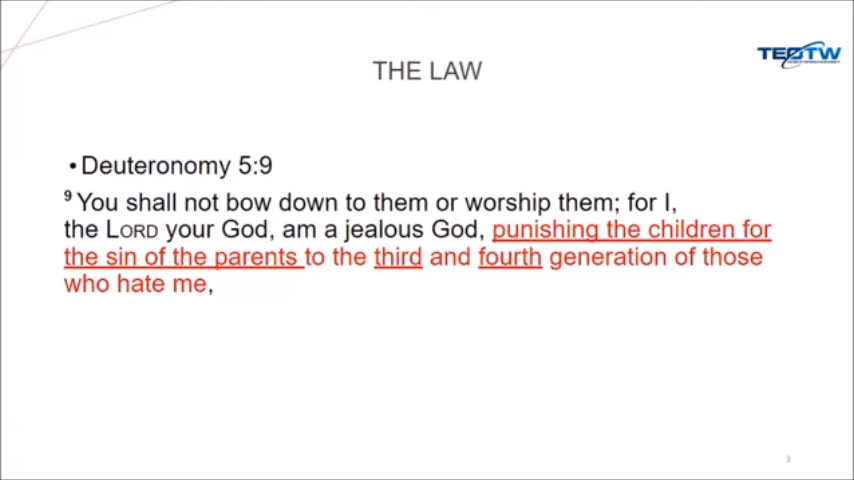 THE LAW
TEOTW
•Deuteronomy 5:9
⁹ You shall not bow down to them or worship them; for I,
the LORD your God, am a jealous God, punishing the children for
the sin of the parents to the third and fourth generation of those
who hate me,
3